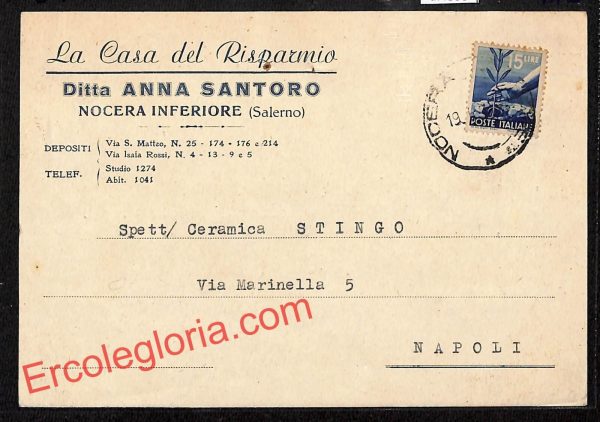 La Casa del Risparmio
Ditta ANNA SANTORO
NOCERA INFERIORE (Salerno)
DEPOSITI
Via S. Matteo, N. 25 - 174 - 176 e 214
Via Isaia Rossi, N. 4 - 13 - 9 e 5
TELEF.
Studio 1274
Abit. 1041
15 LIRE
POSTE ITALIANE
NOCERA
19
Spett/ Ceramica STINGO
Via Marinella 5
NAPOLI
Ercolegloria.com